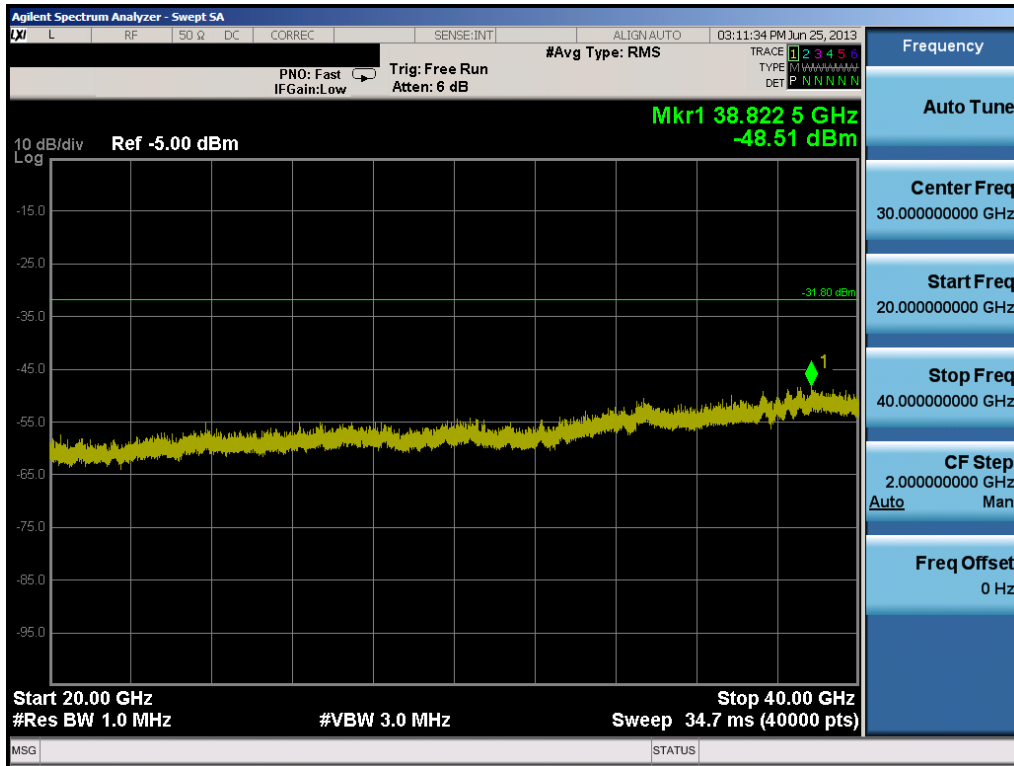 Agilent Spectrum Analyzer - Swept SA
LXI L RF 50 Ω DC CORREC SENSE:INT ALIGN AUTO 03:11:34 PM Jun 25, 2013
#Avg Type: RMS TRACE 1 2 3 4 5 6
PNO: Fast Trig: Free Run TYPE M WWWWW
IFGain:Low Atten: 6 dB DET P N N N N N
Mkr1 38.822 5 GHz
10 dB/div Ref -5.00 dBm -48.51 dBm
Log
-15.0
-25.0
-31.80 dBm
-35.0
-45.0
1
-55.0
-65.0
-75.0
-85.0
-95.0
Start 20.00 GHz Stop 40.00 GHz
#Res BW 1.0 MHz #VBW 3.0 MHz Sweep 34.7 ms (40000 pts)
MSG STATUS
Frequency
Auto Tune
Center Freq
30.000000000 GHz
Start Freq
20.000000000 GHz
Stop Freq
40.000000000 GHz
CF Step
2.000000000 GHz
Auto Man
Freq Offset
0 Hz